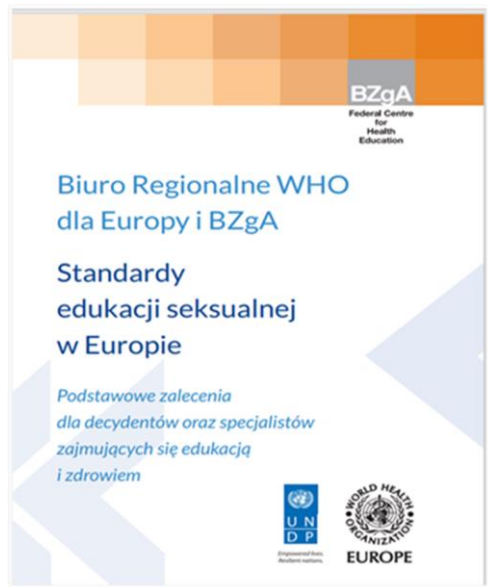 BZgA
Federal Centre
for
Health
Education
Biuro Regionalne WHO
dla Europy i BZgA
Standardy
edukacji seksualnej
w Europie
Podstawowe zalecenia
dla decydentów oraz specjalistów
zajmujących się edukacją
i zdrowiem
U N
D P
Empowered lives.
Resilient nations.
WORLD HEALTH
ORGANIZATION
EUROPE